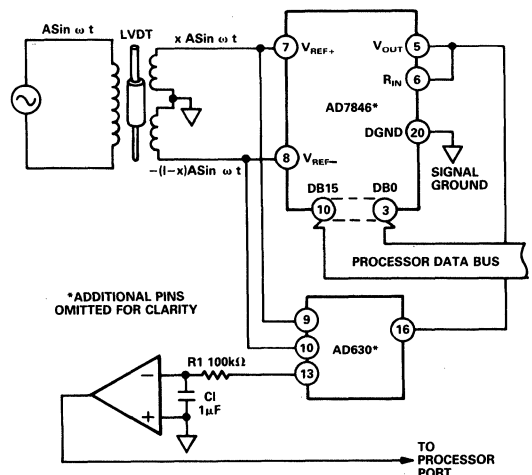 ASin ω t
LVDT
x ASin ω t
7
VREF+
VOUT
5
RIN
6
AD7846*
DGND
20
8
VREF–
–(I–x)ASin ω t
SIGNAL
GROUND
DB15
DB0
10
3
PROCESSOR DATA BUS
*ADDITIONAL PINS
OMITTED FOR CLARITY
9
10
13
AD630*
16
R1 100kΩ
–
CI
1µF
+
TO
PROCESSOR
PORT